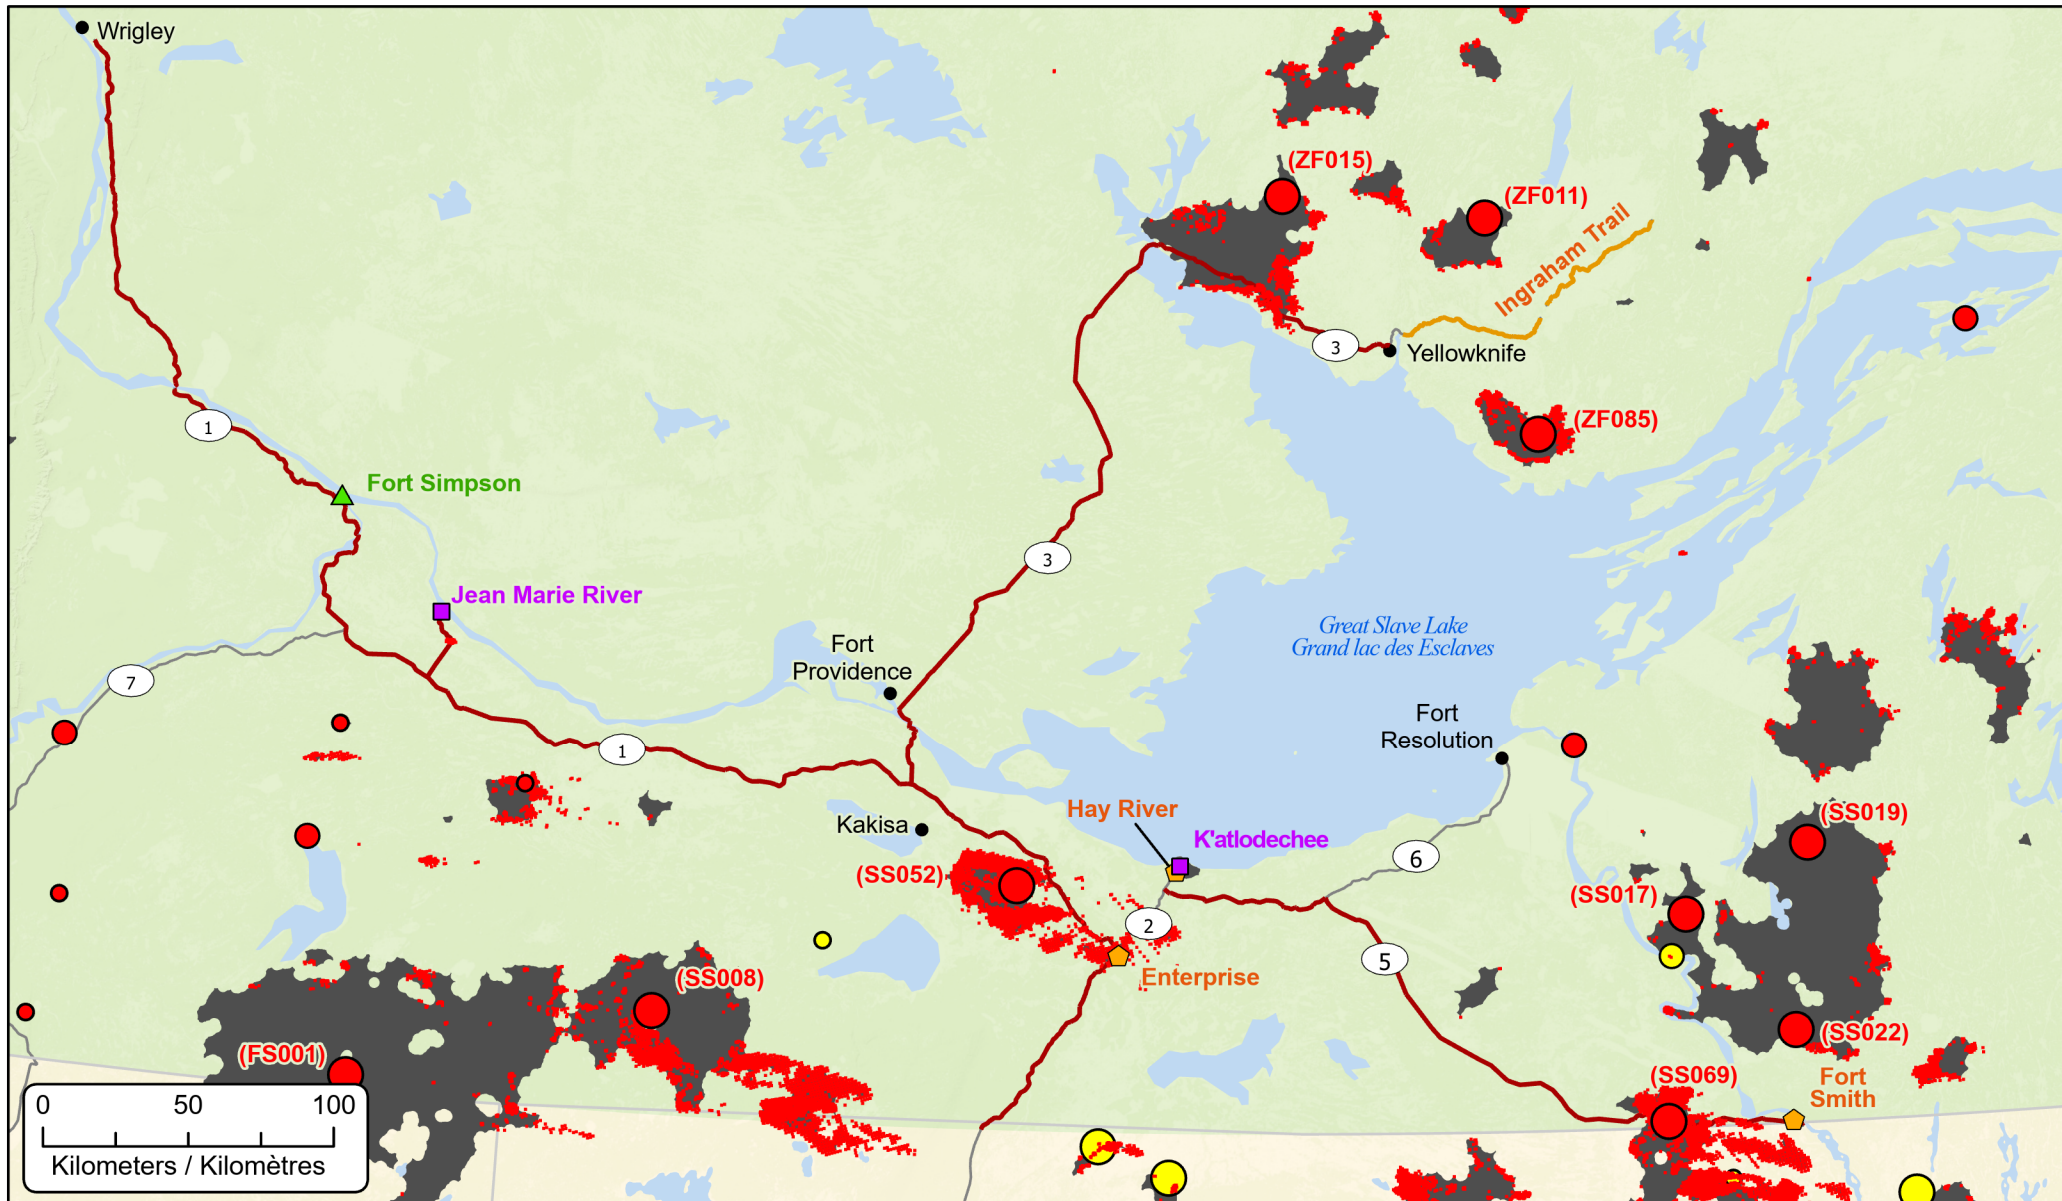 Wrigley
(ZF015)
(ZF011)
Ingraham Trail
3
Yellowknife
1
(ZF085)
Fort Simpson
3
Jean Marie River
Great Slave Lake
Grand lac des Esclaves
Fort
Providence
7
Fort
Resolution
1
Hay River
K'atlodechee
Kakisa
(SS019)
6
(SS052)
(SS017)
2
5
Enterprise
(SS008)
(SS022)
(FS001)
(SS069)
Fort
Smith
0 50 100
Kilometers / Kilomètres